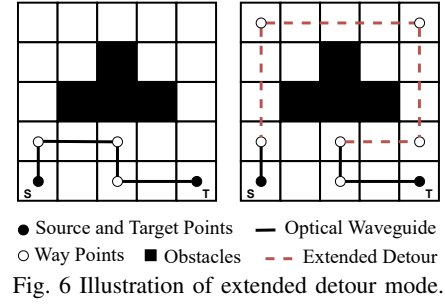 S T S T
Source and Target Points Optical Waveguide
Way Points Obstacles Extended Detour
Fig. 6 Illustration of extended detour mode.